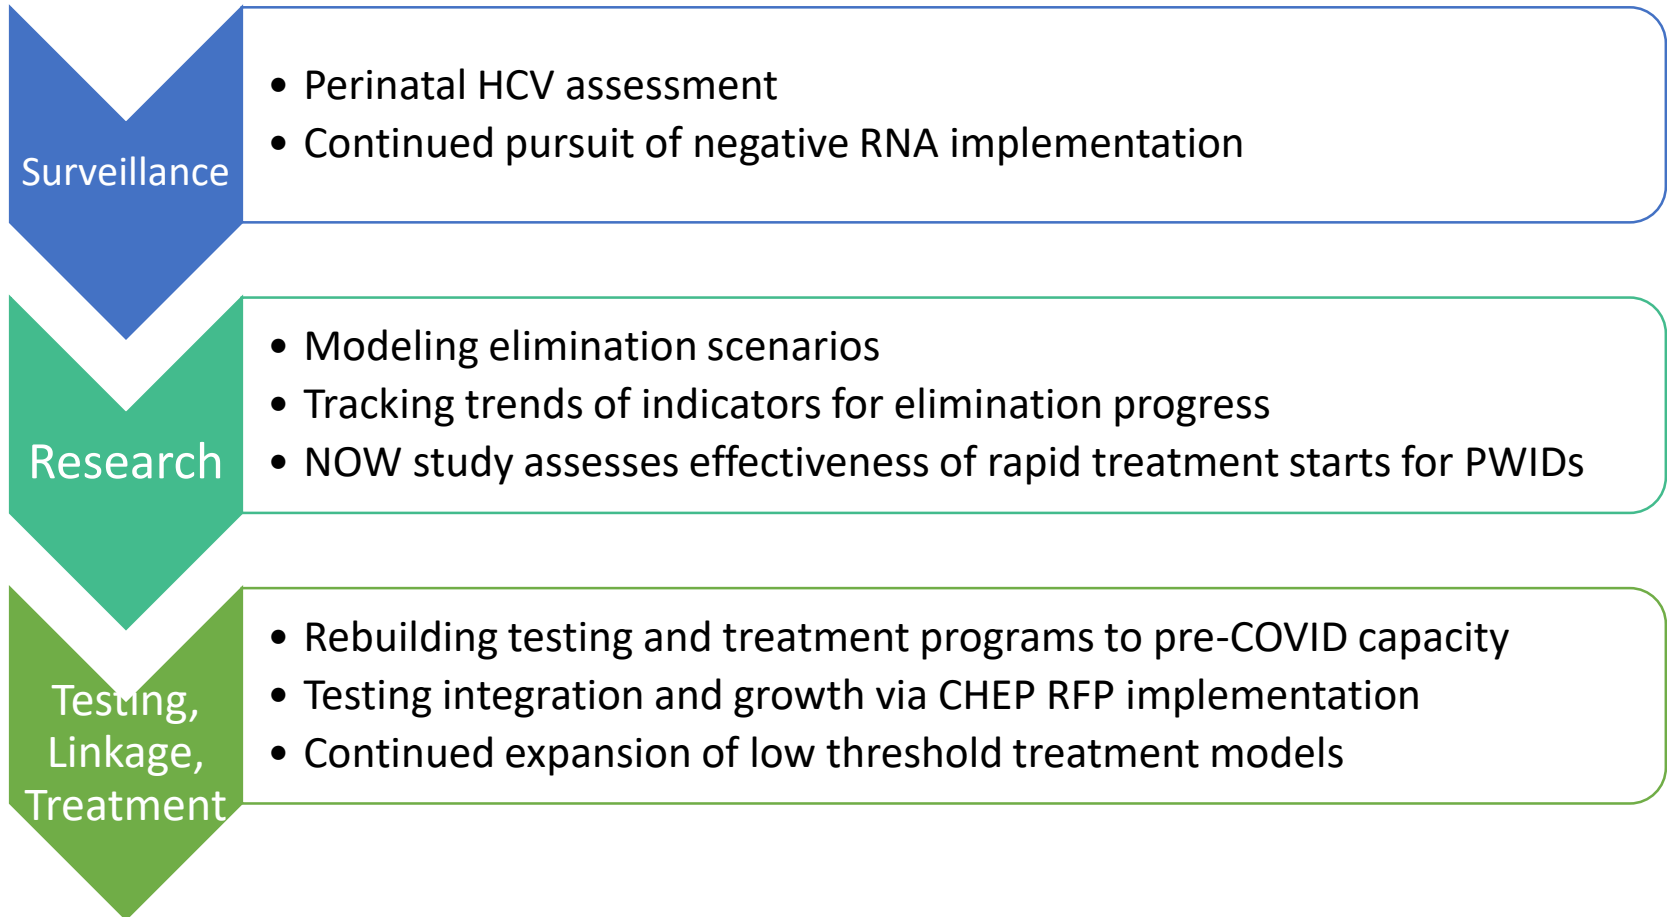 Surveillance
• Perinatal HCV assessment
• Continued pursuit of negative RNA implementation
Research
• Modeling elimination scenarios
• Tracking trends of indicators for elimination progress
• NOW study assesses effectiveness of rapid treatment starts for PWIDs
Testing,
Linkage,
Treatment
• Rebuilding testing and treatment programs to pre-COVID capacity
• Testing integration and growth via CHEP RFP implementation
• Continued expansion of low threshold treatment models